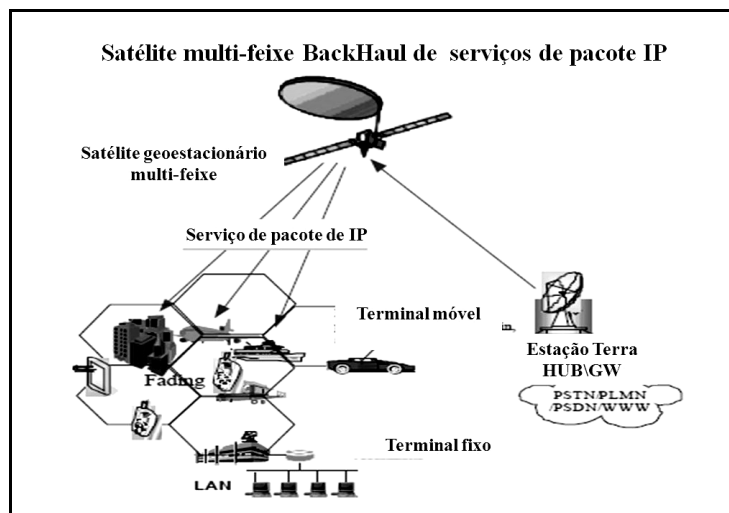 Satélite multi-feixe BackHaul de serviços de pacote IP
Satélite geoestacionário
multi-feixe
Serviço de pacote de IP
Terminal móvel
in,
Estação Terra
HUB\GW
PSTN/PLMN
/PSDN/WWW
Fading
Terminal fixo
LAN